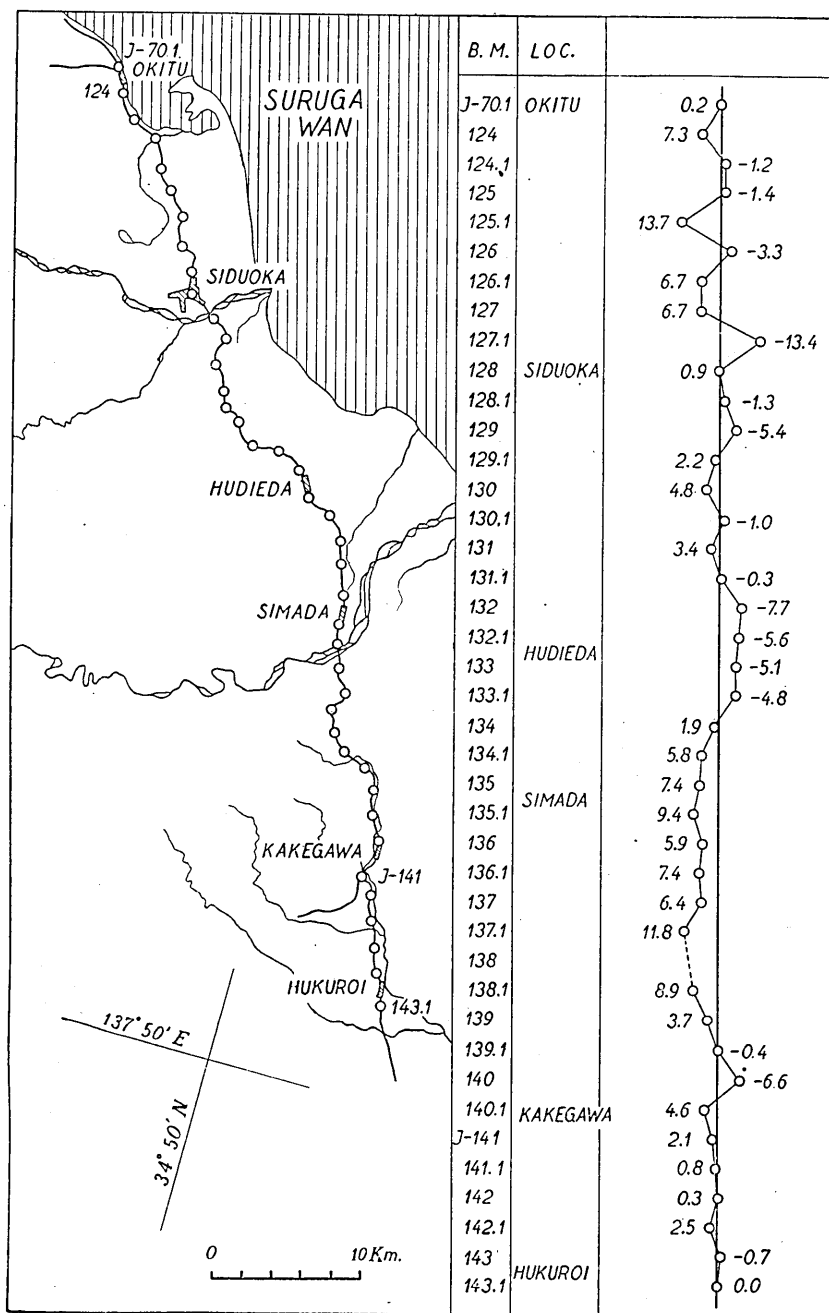 J-70.1
OKITU
124
SURUGA
WAN
SIDUOKA
HUDIEDA
SIMADA
KAKEGAWA
J-141
HUKUROI
143.1
137° 50' E
34° 50' N
0 10 Km.
B. M. LOC.
J-70.1 OKITU 0.2
124 7.3
124.1 -1.2
125 -1.4
125.1 13.7
126 -3.3
126.1 6.7
127 6.7
127.1 -13.4
128 SIDUOKA 0.9
128.1 -1.3
129 -5.4
129.1 2.2
130 4.8
130.1 -1.0
131 3.4
131.1 -0.3
132 -7.7
132.1 -5.6
HUDIEDA
133 -5.1
133.1 -4.8
134 1.9
134.1 5.8
135 7.4
SIMADA
135.1 9.4
136 5.9
136.1 7.4
137 6.4
137.1 11.8
138
138.1 8.9
139 3.7
139.1 -0.4
140 -6.6
140.1 KAKEGAWA 4.6
J-141 2.1
141.1 0.8
142 0.3
142.1 2.5
143 -0.7
HUKUROI
143.1 0.0